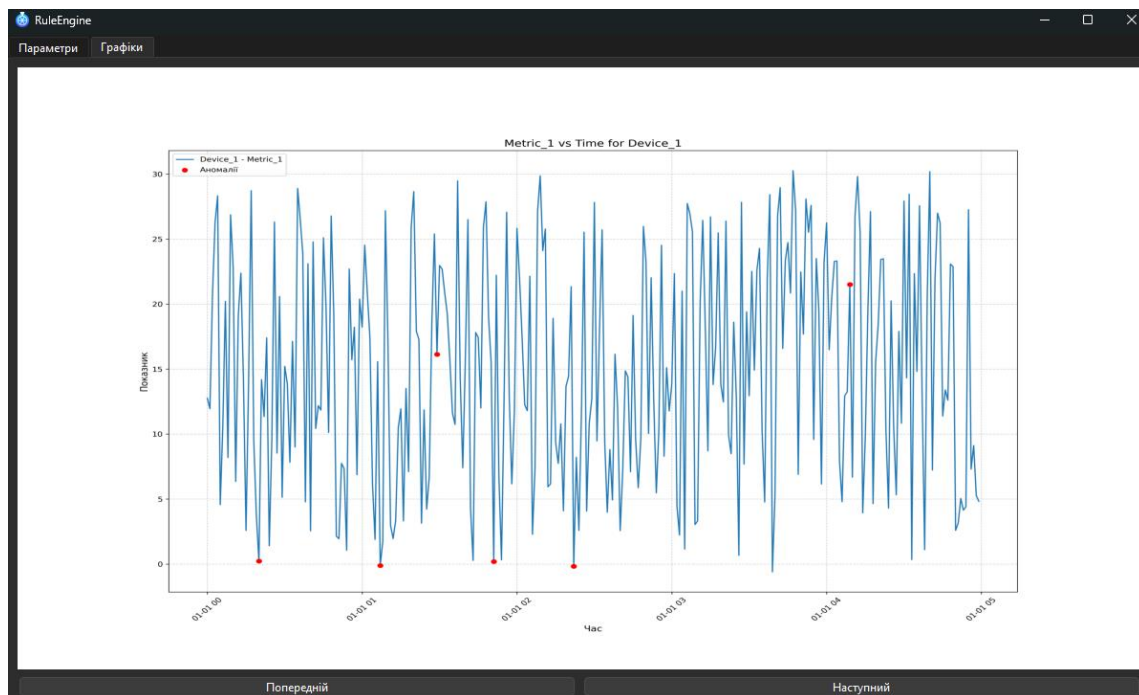 RuleEngine
Параметри
Графіки
Metric_1 vs Time for Device_1
Device_1 - Metric_1
Аномалії
30
25
20
15
10
5
0
Показник
01-01 00
01-01 01
01-01 02
01-01 03
01-01 04
01-01 05
Час
Попередній
Наступний